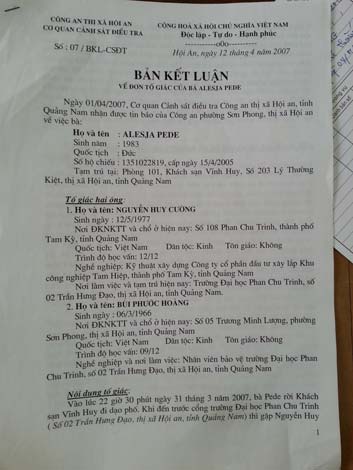 CÔNG AN THỊ XÃ HỘI AN
CƠ QUAN CẢNH SÁT ĐIỀU TRA
Số : 07 / BKL-CSĐT
CỘNG HOÀ XÃ HỘI CHỦ NGHĨA VIỆT NAM
Độc lập - Tự do - Hạnh phúc
-----------o0o-----------
Hội An, ngày 12 tháng 4 năm 2007
BẢN KẾT LUẬN
VỀ ĐƠN TỐ GIÁC CỦA BÀ ALESJA PEDE
Ngày 01/04/2007, Cơ quan Cảnh sát điều tra Công an thị xã Hội an, tỉnh
Quảng Nam nhận được tin báo của Công an phường Sơn Phong, thị xã Hội an
về việc bà:
Họ và tên : ALESJA PEDE
Sinh năm : 1983
Quốc tịch : Đức
Số hộ chiếu : 1351022819, cấp ngày 15/4/2005
Tạm trú tại: Phòng 101, Khách sạn Vĩnh Huy, Số 203 Lý Thường
Kiệt, thị xã Hội an, tỉnh Quảng Nam
Tố giác hai ông:
1. Họ và tên: NGUYỄN HUY CƯỜNG
Sinh ngày : 12/5/1977
Nơi ĐKNKTT và chổ ở hiện nay: Số 108 Phan Chu Trinh, thành phố
Tam Kỳ, tỉnh Quảng Nam
Quốc tịch: Việt Nam Dân tộc: Kinh Tôn giáo: Không
Trình độ học vấn: 12/12
Nghề nghiệp: Kỹ thuật xây dựng Công ty cổ phần đầu tư xây lắp Khu
công nghiệp Tam Hiệp, thành phố Tam Kỳ, tỉnh Quảng Nam
Nơi làm việc và tạm trú hiện nay: Trường Đại học Phan Chu Trinh, số
02 Trần Hưng Đạo, thị xã Hội an, tỉnh Quảng Nam.
2. Họ và tên: BÙI PHƯỚC HOÀNG
Sinh ngày : 06/3/1966
Nơi ĐKNKTT và chổ ở hiện nay: Số 05 Trương Minh Lượng, phường
Sơn Phong, thị xã Hội an, tỉnh Quảng Nam
Quốc tịch: Việt Nam Dân tộc: Kinh Tôn giáo: Không
Trình độ học vấn: 09/12
Nghề nghiệp và nơi làm việc: Nhân viên bảo vệ trường Đại học Phan
Chu Trinh, số 02 Trần Hưng Đạo, thị xã Hội an, tỉnh Quảng Nam.
Nội dung tố giác:
Vào lúc 22 giờ 30 phút ngày 31 tháng 3 năm 2007, bà Pede rời Khách
sạn Vĩnh Huy đi dạo phố. Khi đến trước cổng trường Đại học Phan Chu Trinh
( Số 02 Trần Hưng Đạo, thị xã Hội an, tỉnh Quảng Nam) thì gặp Nguyễn Huy
1